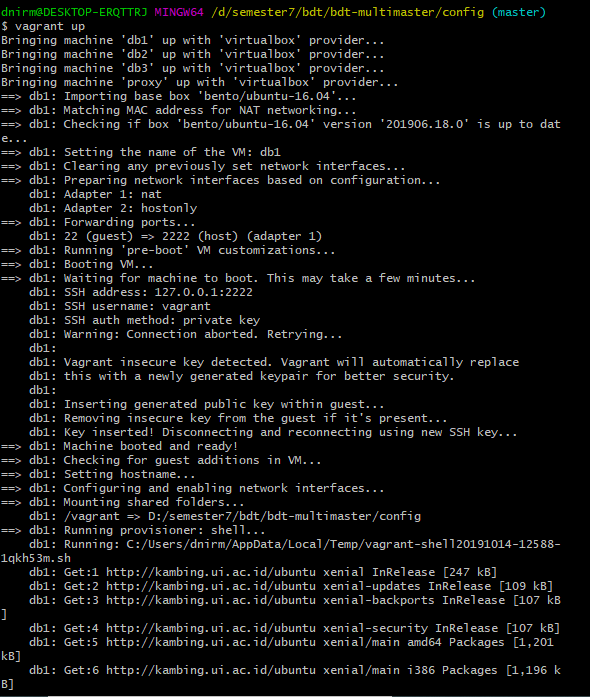 dnirm@DESKTOP-ERQTTRJ MINGW64 /d/semester7/bdt/bdt-multimaster/config (master)
$ vagrant up
Bringing machine 'db1' up with 'virtualbox' provider...
Bringing machine 'db2' up with 'virtualbox' provider...
Bringing machine 'db3' up with 'virtualbox' provider...
Bringing machine 'proxy' up with 'virtualbox' provider...
==> db1: Importing base box 'bento/ubuntu-16.04'...
==> db1: Matching MAC address for NAT networking...
==> db1: Checking if box 'bento/ubuntu-16.04' version '201906.18.0' is up to dat
e...
==> db1: Setting the name of the VM: db1
==> db1: Clearing any previously set network interfaces...
==> db1: Preparing network interfaces based on configuration...
    db1: Adapter 1: nat
    db1: Adapter 2: hostonly
==> db1: Forwarding ports...
    db1: 22 (guest) => 2222 (host) (adapter 1)
==> db1: Running 'pre-boot' VM customizations...
==> db1: Booting VM...
==> db1: Waiting for machine to boot. This may take a few minutes...
    db1: SSH address: 127.0.0.1:2222
    db1: SSH username: vagrant
    db1: SSH auth method: private key
    db1: Warning: Connection aborted. Retrying...
    db1:
    db1: Vagrant insecure key detected. Vagrant will automatically replace
    db1: this with a newly generated keypair for better security.
    db1:
    db1: Inserting generated public key within guest...
    db1: Removing insecure key from the guest if it's present...
    db1: Key inserted! Disconnecting and reconnecting using new SSH key...
==> db1: Machine booted and ready!
==> db1: Checking for guest additions in VM...
==> db1: Setting hostname...
==> db1: Configuring and enabling network interfaces...
==> db1: Mounting shared folders...
    db1: /vagrant => D:/semester7/bdt/bdt-multimaster/config
==> db1: Running provisioner: shell...
    db1: Running: C:/Users/dnirm/AppData/Local/Temp/vagrant-shell20191014-12588-
1qkh53m.sh
    db1: Get:1 http://kambing.ui.ac.id/ubuntu xenial InRelease [247 kB]
    db1: Get:2 http://kambing.ui.ac.id/ubuntu xenial-updates InRelease [109 kB]
    db1: Get:3 http://kambing.ui.ac.id/ubuntu xenial-backports InRelease [107 kB
]
    db1: Get:4 http://kambing.ui.ac.id/ubuntu xenial-security InRelease [107 kB]
    db1: Get:5 http://kambing.ui.ac.id/ubuntu xenial/main amd64 Packages [1,201
kB]
    db1: Get:6 http://kambing.ui.ac.id/ubuntu xenial/main i386 Packages [1,196 k
B]